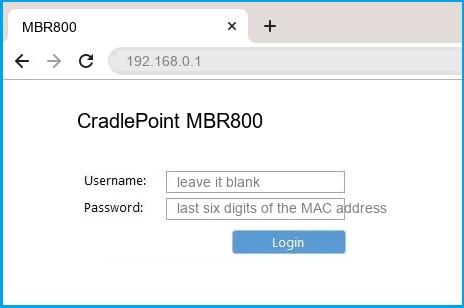 MBR800
192.168.0.1
CradlePoint MBR800
Username: leave it blank
Password: last six digits of the MAC address
Login